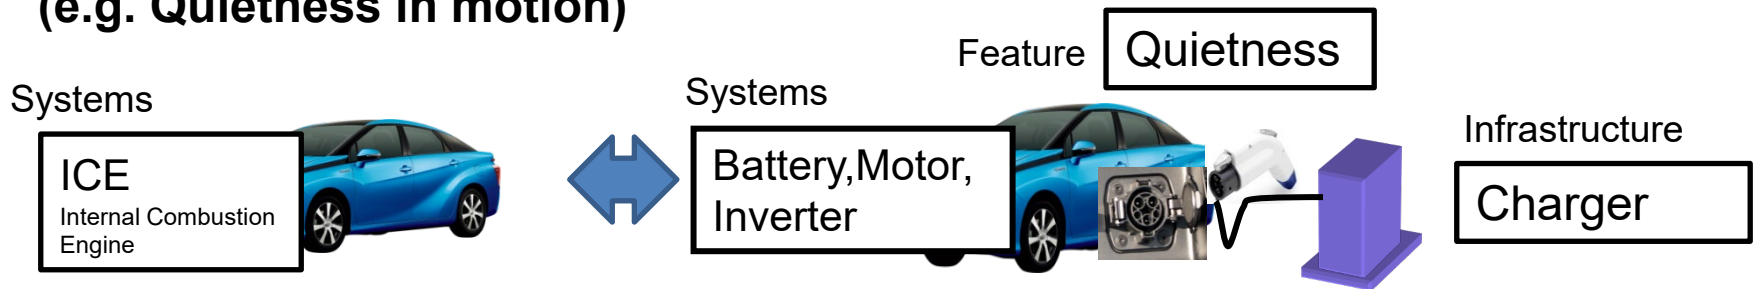 (e.g. Quietness in motion)
Feature
Quietness
Systems
Systems
Infrastructure
ICE
Internal Combustion
Engine
Battery,Motor,
Inverter
Charger